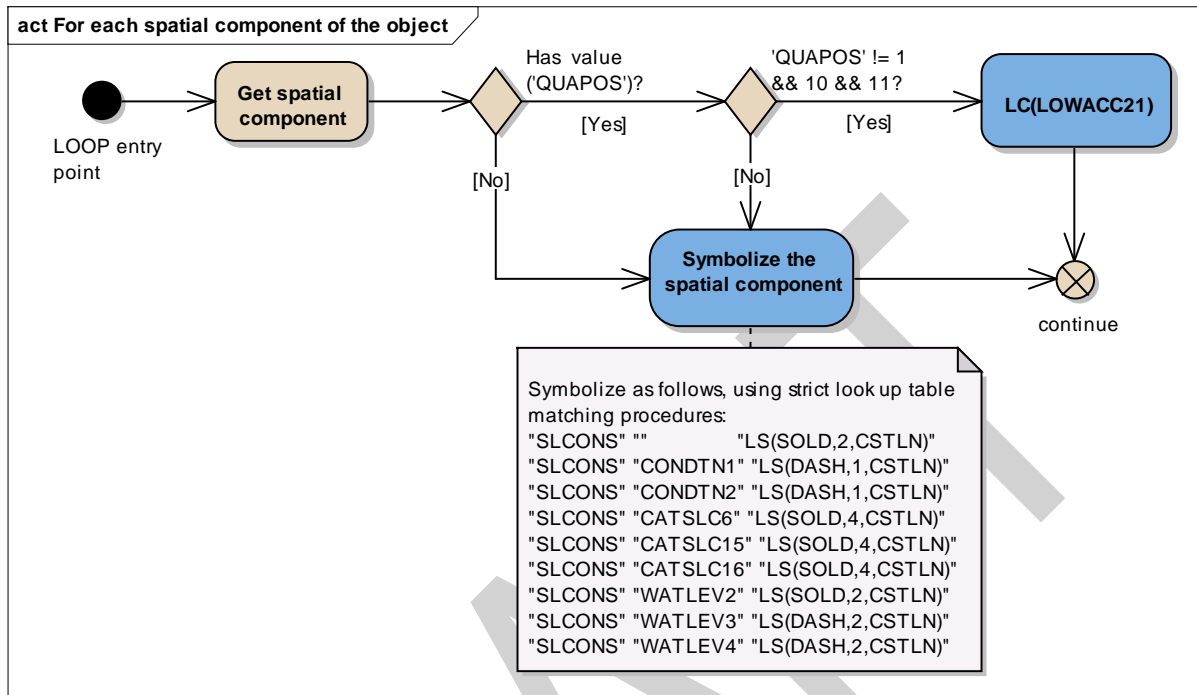 act For each spatial component of the object
Has value
('QUAPOS')?
'QUAPOS' != 1
&& 10 && 11?
Get spatial
component
LC(LOWACC21)
LOOP entry
point
[Yes]
[Yes]
[No]
[No]
Symbolize the
spatial component
continue
Symbolize as follows, using strict look up table
matching procedures:
"SLCONS" "" "LS(SOLD,2,CSTLN)"
"SLCONS" "CONDTN1" "LS(DASH,1,CSTLN)"
"SLCONS" "CONDTN2" "LS(DASH,1,CSTLN)"
"SLCONS" "CATSLC6" "LS(SOLD,4,CSTLN)"
"SLCONS" "CATSLC15" "LS(SOLD,4,CSTLN)"
"SLCONS" "CATSLC16" "LS(SOLD,4,CSTLN)"
"SLCONS" "WATLEV2" "LS(SOLD,2,CSTLN)"
"SLCONS" "WATLEV3" "LS(DASH,2,CSTLN)"
"SLCONS" "WATLEV4" "LS(DASH,2,CSTLN)"